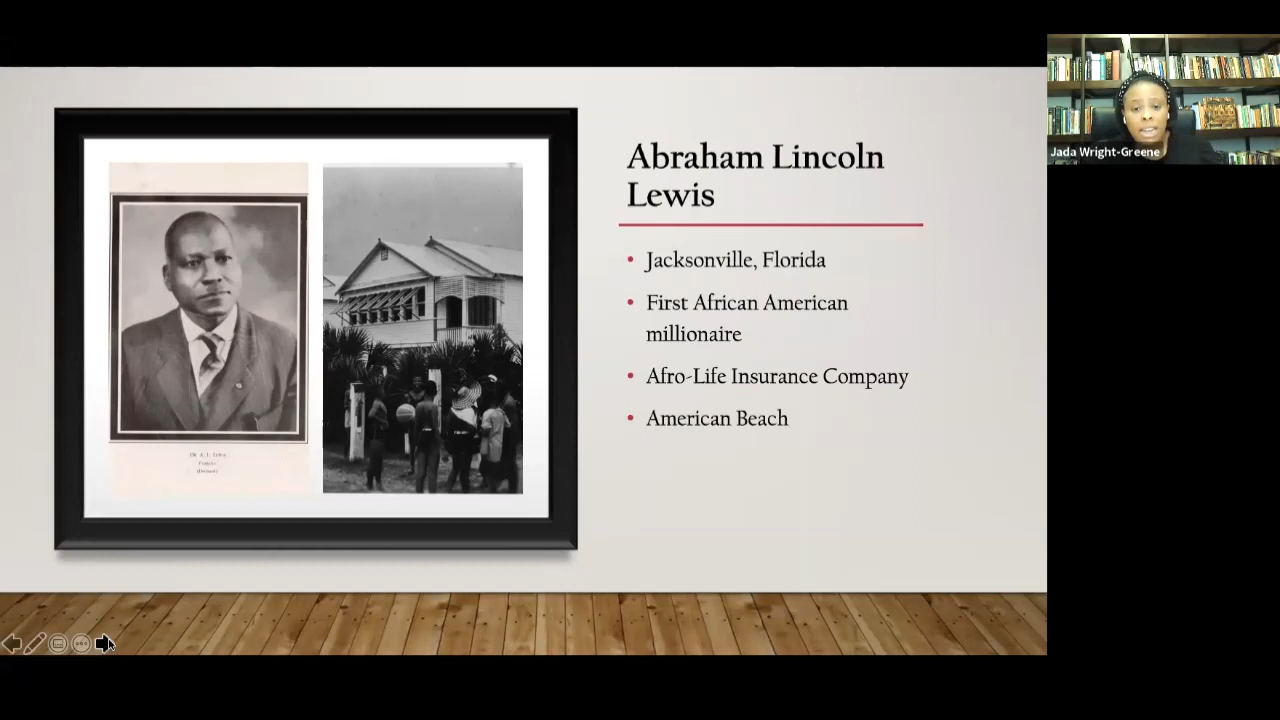 Abraham Lincoln
Lewis
Jacksonville, Florida
First African American
millionaire
Afro-Life Insurance Company
American Beach
Jada Wright-Greene